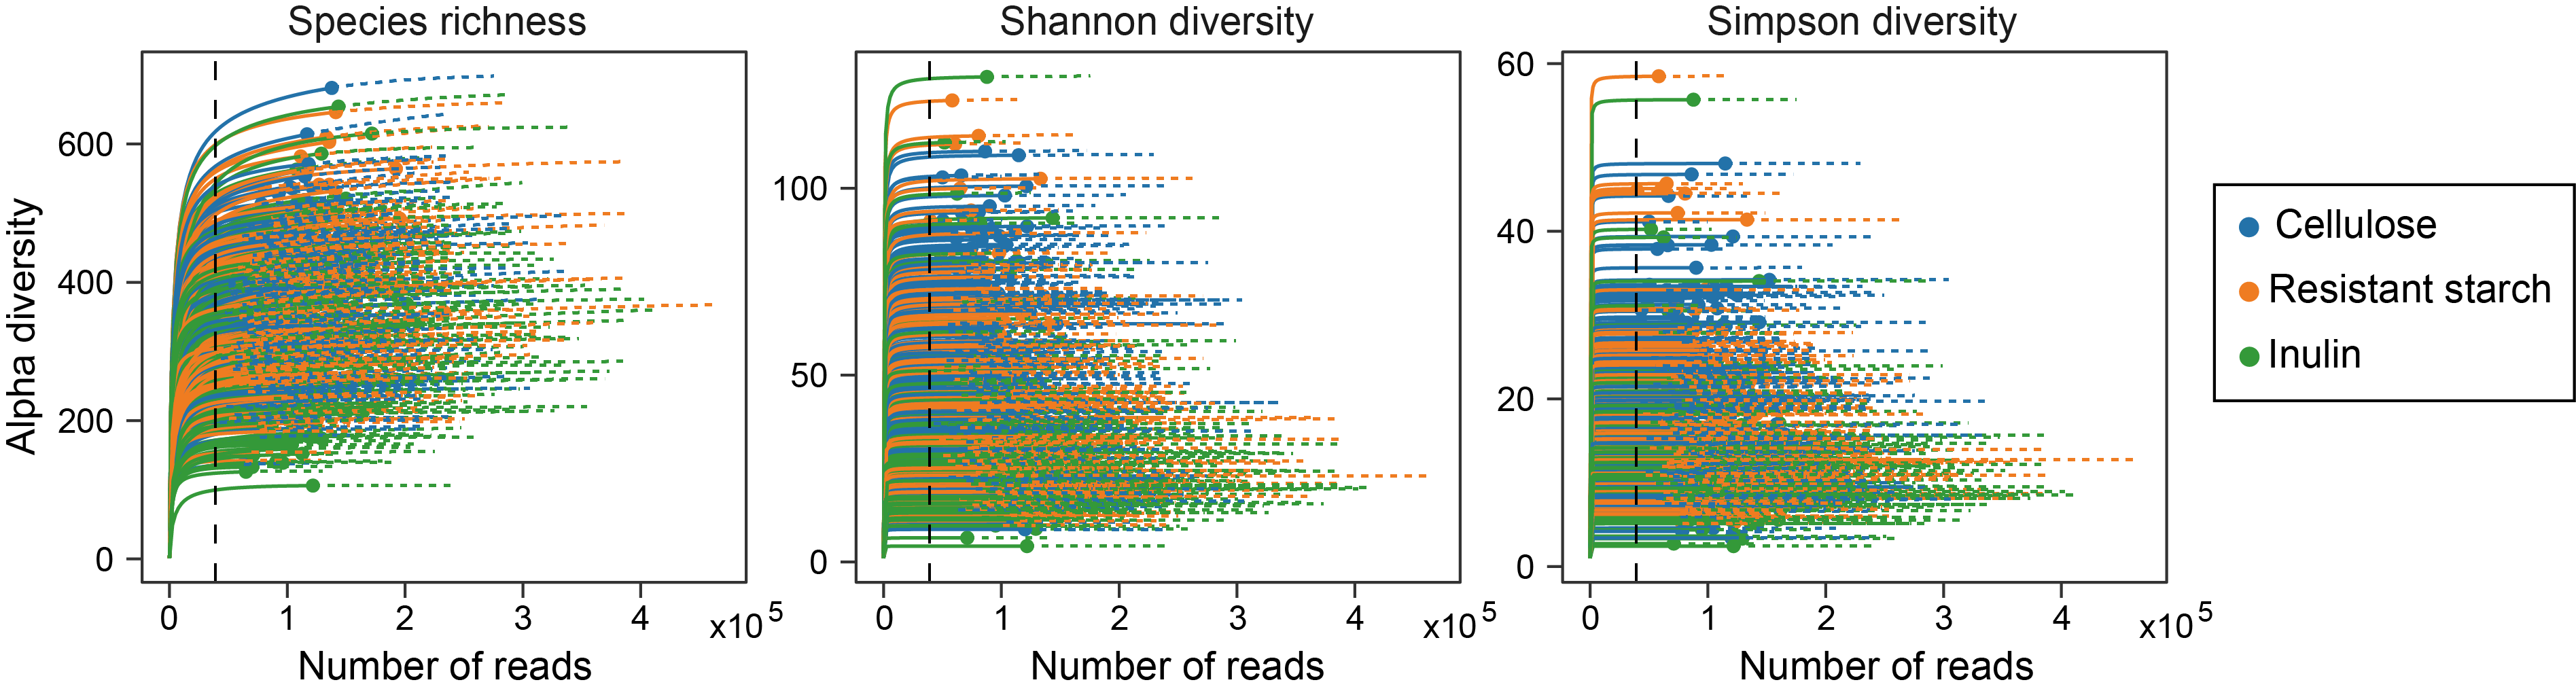 Species richness
Shannon diversity
Simpson diversity
Alpha diversity
600
400
200
0
0 1 2 3 4 x10^5
Number of reads
100
50
0
0 1 2 3 4 x10^5
Number of reads
60
40
20
0
0 1 2 3 4 x10^5
Number of reads
Cellulose
Resistant starch
Inulin